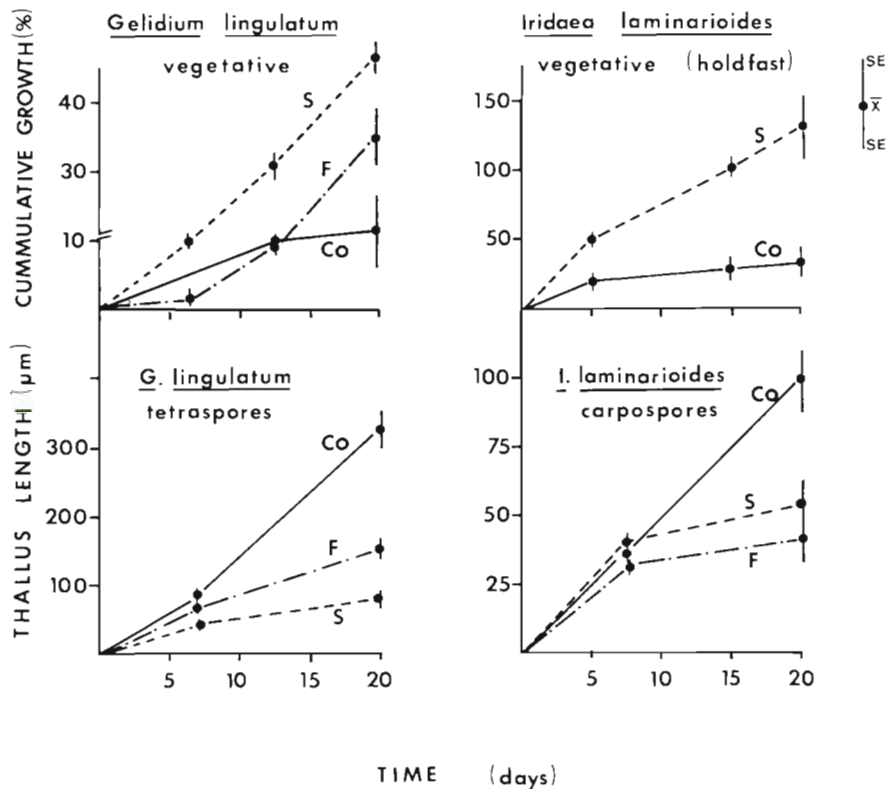 Gelidium lingulatum
vegetative
CUMMULATIVE GROWTH (%)
40
30
10
S
F
Co
Iridaea laminarioides
vegetative (holdfast)
150
100
50
S
Co
SE
x̄
SE
G. lingulatum
tetraspores
THALLUS LENGTH (μm)
300
200
100
Co
F
S
5 10 15 20
I. laminarioides
carpospores
100
75
50
25
Co
S
F
5 10 15 20
TIME (days)